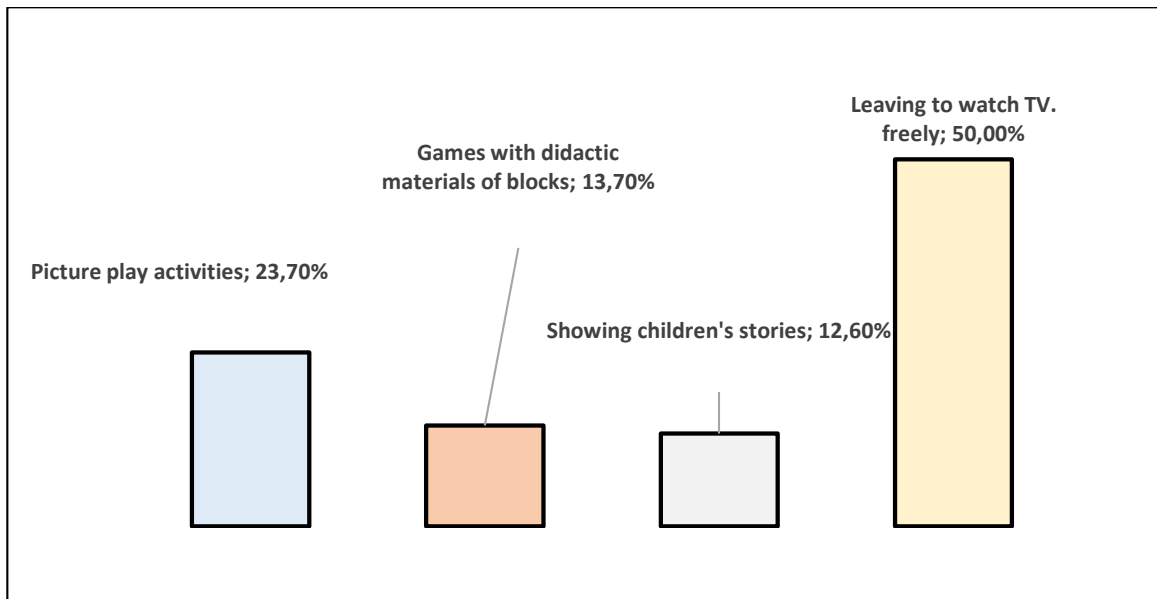 Picture play activities; 23,70%
Games with didactic
materials of blocks; 13,70%
Showing children's stories; 12,60%
Leaving to watch TV.
freely; 50,00%